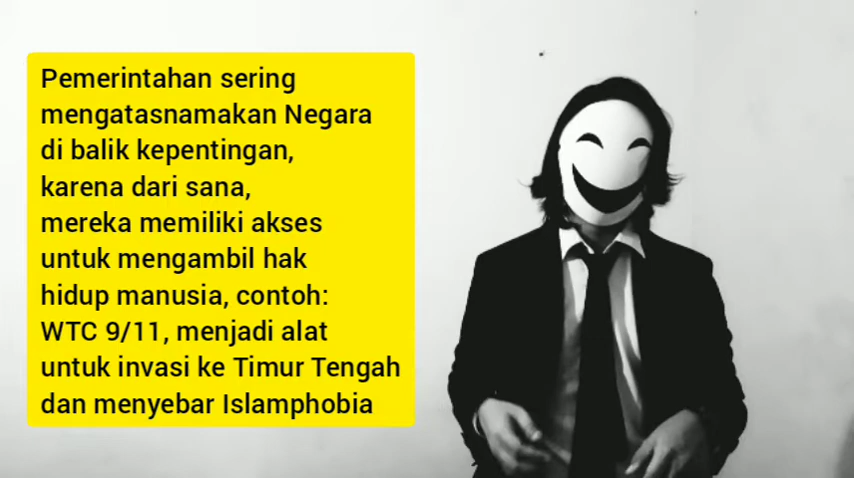 Pemerintahan sering
mengatasnamakan Negara
di balik kepentingan,
karena dari sana,
mereka memiliki akses
untuk mengambil hak
hidup manusia, contoh:
WTC 9/11, menjadi alat
untuk invasi ke Timur Tengah
dan menyebar Islamphobia